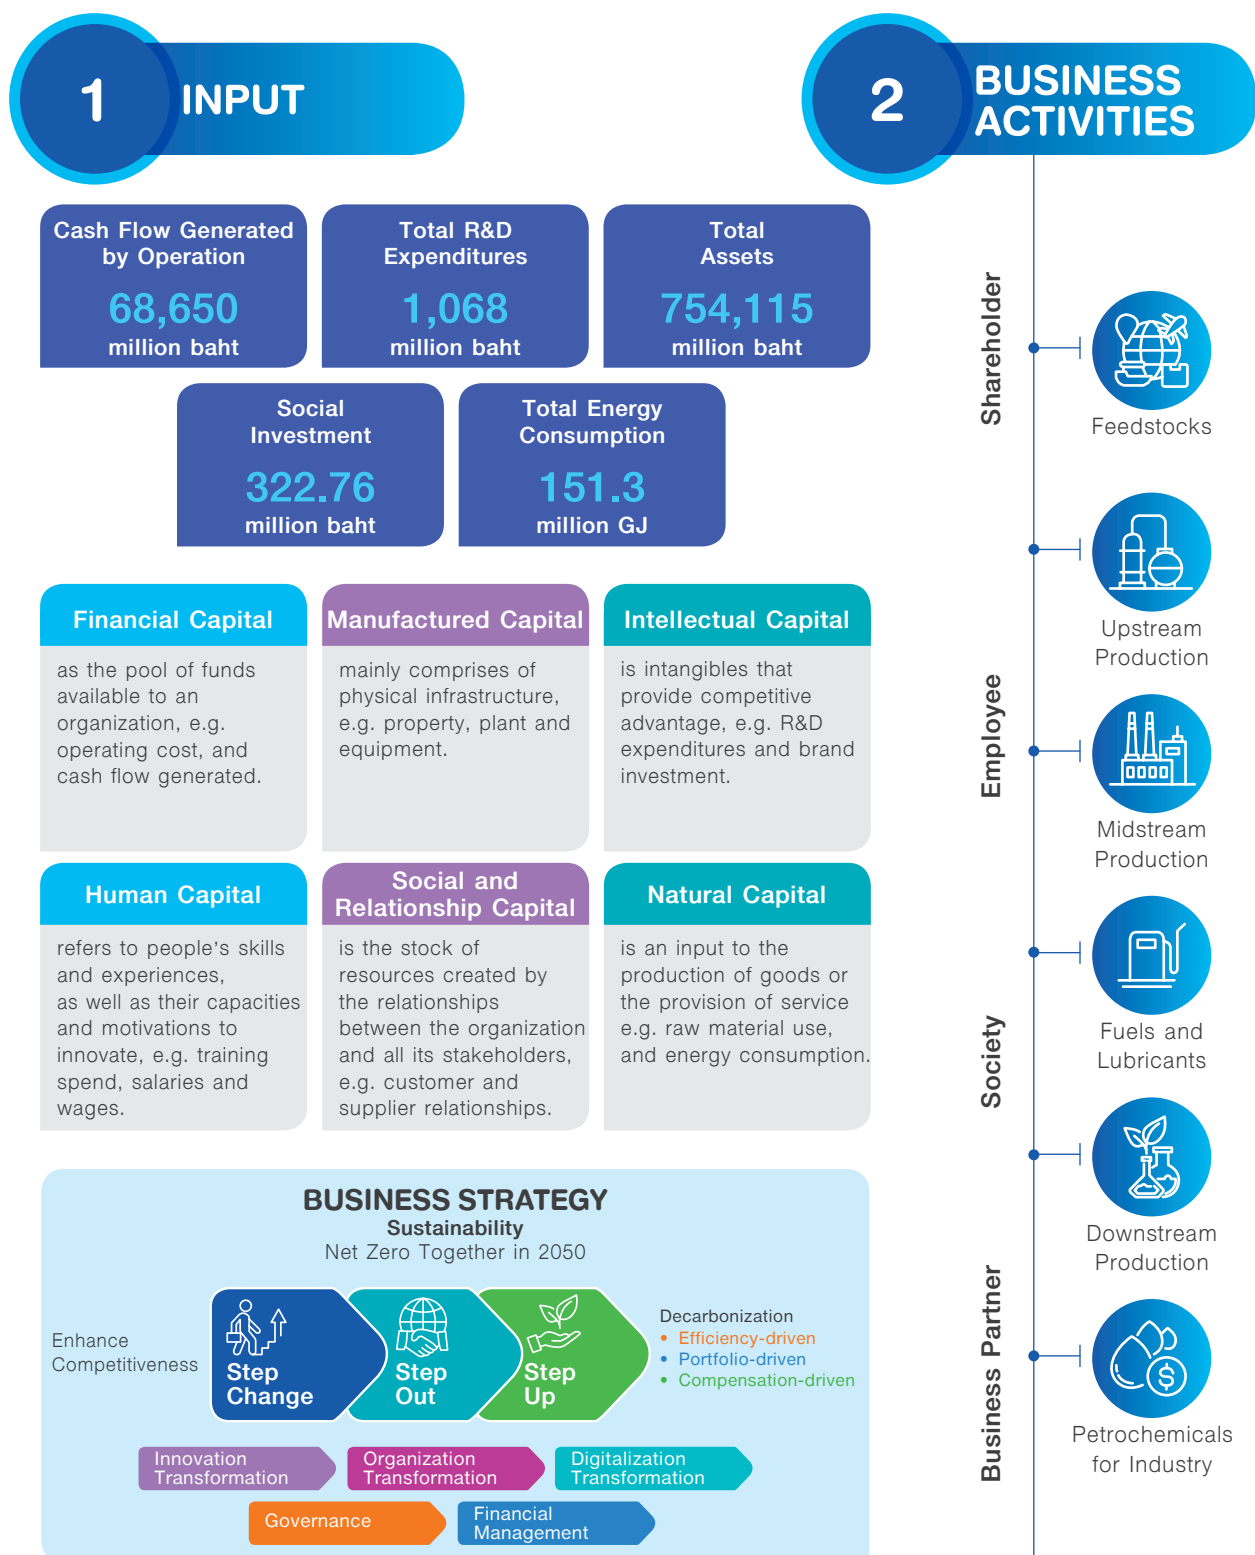 1
INPUT
Cash Flow Generated
by Operation
68,650
million baht
Total R&D
Expenditures
1,068
million baht
Total
Assets
754,115
million baht
Social
Investment
322.76
million baht
Total Energy
Consumption
151.3
million GJ
Financial Capital
as the pool of funds
available to an
organization, e.g.
operating cost, and
cash flow generated.
Manufactured Capital
mainly comprises of
physical infrastructure,
e.g. property, plant and
equipment.
Intellectual Capital
is intangibles that
provide competitive
advantage, e.g. R&D
expenditures and brand
investment.
Human Capital
refers to people's skills
and experiences,
as well as their capacities
and motivations to
innovate, e.g. training
spend, salaries and
wages.
Social and
Relationship Capital
is the stock of
resources created by
the relationships
between the organization
and all its stakeholders,
e.g. customer and
supplier relationships.
Natural Capital
is an input to the
production of goods or
the provision of service
e.g. raw material use,
and energy consumption.
BUSINESS STRATEGY
Sustainability
Net Zero Together in 2050
Enhance
Competitiveness
Step
Change
Step
Out
Step
Up
Decarbonization
• Efficiency-driven
• Portfolio-driven
• Compensation-driven
Innovation
Transformation
Organization
Transformation
Digitalization
Transformation
Governance
Financial
Management
2
BUSINESS
ACTIVITIES
Shareholder
Employee
Society
Business Partner
Feedstocks
Upstream
Production
Midstream
Production
Fuels and
Lubricants
Downstream
Production
$
Petrochemicals
for Industry